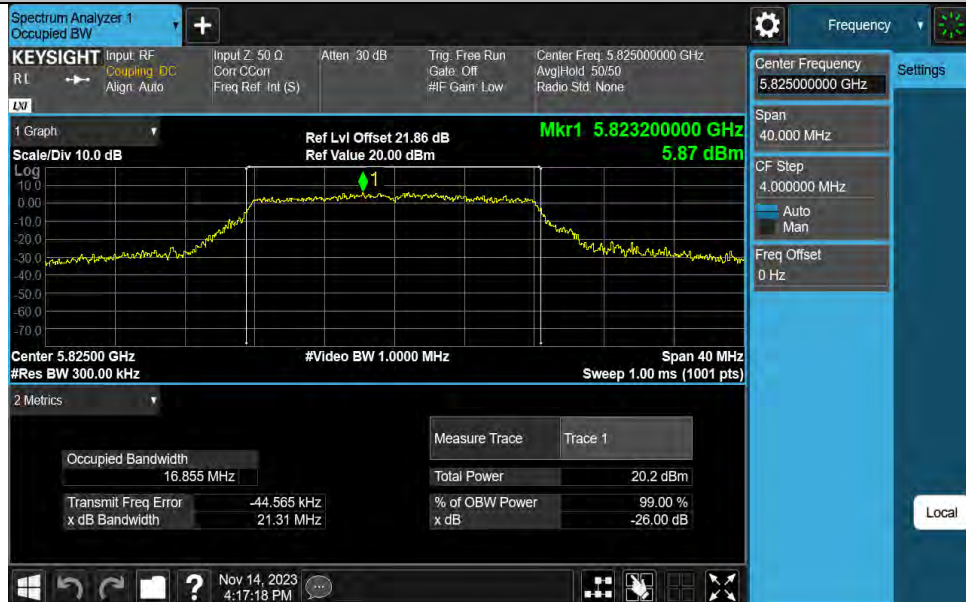 Spectrum Analyzer 1
Occupied BW
Frequency
KEYSIGHT
RL
LXI
Input: RF
Coupling: DC
Align: Auto
Input Z: 50 Ω
Corr CCorr
Freq Ref: Int (S)
Atten: 30 dB
Trig: Free Run
Gate: Off
#IF Gain: Low
Center Freq: 5.825000000 GHz
Avg|Hold: 50/50
Radio Std: None
Center Frequency
5.825000000 GHz
Settings
Span
40.000 MHz
CF Step
4.000000 MHz
Auto
Man
Freq Offset
0 Hz
Local
1 Graph
Scale/Div 10.0 dB
Ref Lvl Offset 21.86 dB
Ref Value 20.00 dBm
Mkr1 5.823200000 GHz
5.87 dBm
Log
10.0
0.00
-10.0
-20.0
-30.0
-40.0
-50.0
-60.0
-70.0
1
Center 5.82500 GHz
#Res BW 300.00 kHz
#Video BW 1.0000 MHz
Span 40 MHz
Sweep 1.00 ms (1001 pts)
2 Metrics
Measure Trace Trace 1
Occupied Bandwidth
16.855 MHz
Total Power 20.2 dBm
Transmit Freq Error -44.565 kHz
% of OBW Power 99.00 %
x dB Bandwidth 21.31 MHz
x dB -26.00 dB
Nov 14, 2023
4:17:18 PM